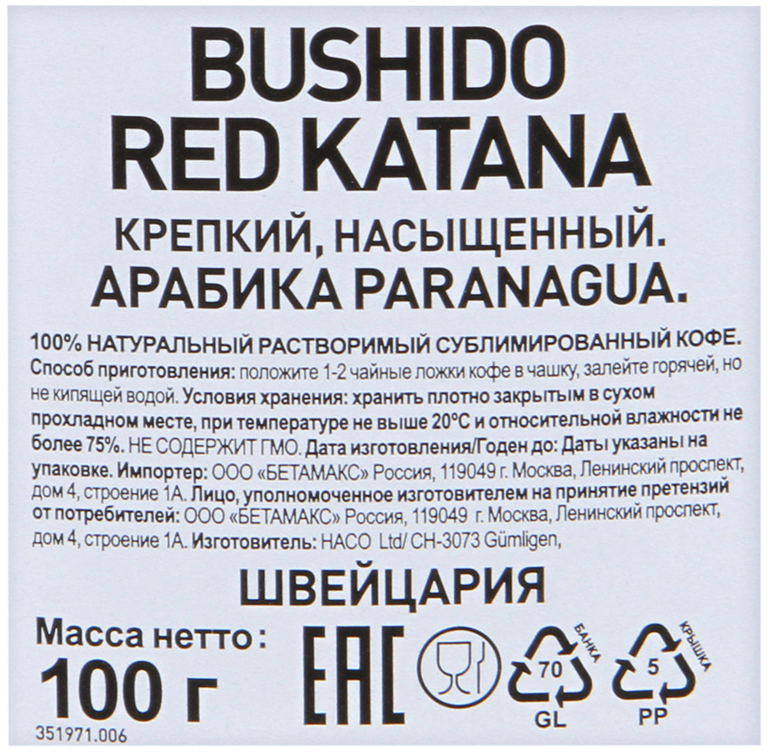 BUSHIDO
RED KATANA
КРЕПКИЙ, НАСЫЩЕННЫЙ.
АРАБИКА PARANAGUA.
100% НАТУРАЛЬНЫЙ РАСТВОРИМЫЙ СУБЛИМИРОВАННЫЙ КОФЕ.
Способ приготовления: положите 1-2 чайные ложки кофе в чашку, залейте горячей, но
не кипящей водой. Условия хранения: хранить плотно закрытым в сухом
прохладном месте, при температуре не выше 20ºС и относительной влажности не
более 75%. НЕ СОДЕРЖИТ ГМО. Дата изготовления/Годен до: Даты указаны на
упаковке. Импортер: ООО «БЕТАМАКС» Россия, 119049 г. Москва, Ленинский проспект,
дом 4, строение 1А. Лицо, уполномоченное изготовителем на принятие претензий
от потребителей: ООО «БЕТАМАКС» Россия, 119049 г. Москва, Ленинский проспект,
дом 4, строение 1А. Изготовитель: HACO Ltd/ CH-3073 Gümligen,
ШВЕЙЦАРИЯ
Масса нетто:
100 г
351971.006
EAC
70
БАНКА
GL
5
КРЫШКА
PP